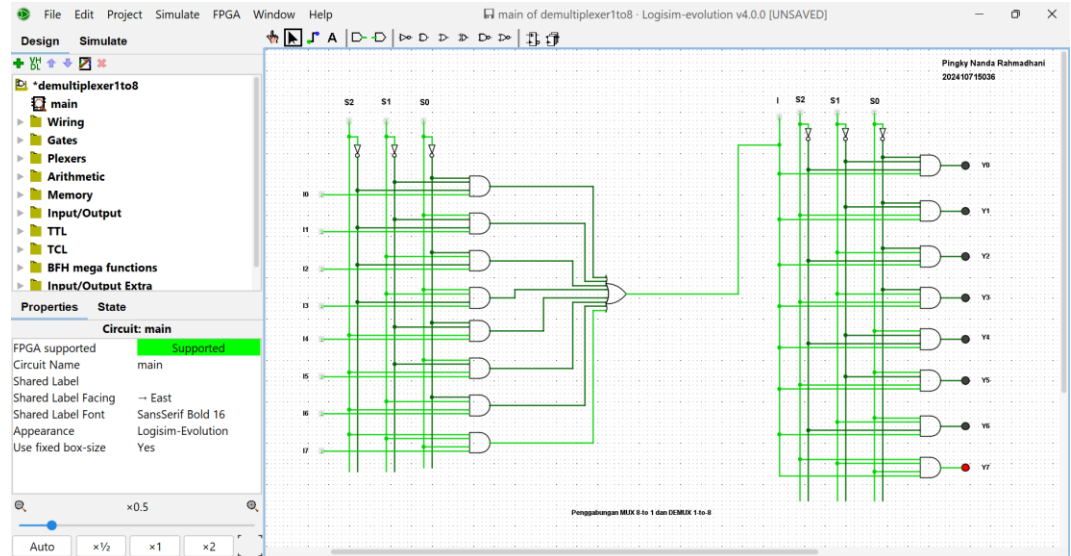 File Edit Project Simulate FPGA Window Help
main of demultiplexer1to8 · Logisim-evolution v4.0.0 [UNSAVED]
Design Simulate
A
VH
DL
*demultiplexer1to8
main
Wiring
Gates
Plexers
Arithmetic
Memory
Input/Output
TTL
TCL
BFH mega functions
Input/Output Extra
Properties State
Circuit: main
FPGA supported Supported
Circuit Name main
Shared Label
Shared Label Facing → East
Shared Label Font SansSerif Bold 16
Appearance Logisim-Evolution
Use fixed box-size Yes
×0.5
Auto ×½ ×1 ×2
Pingky Nanda Rahmadhani
202410715036
S2 S1 S0
I0
I1
I2
I3
I4
I5
I6
I7
I S2 S1 S0
Y0
Y1
Y2
Y3
Y4
Y5
Y6
Y7
Penggabungan MUX 8-to 1 dan DEMUX 1-to-8